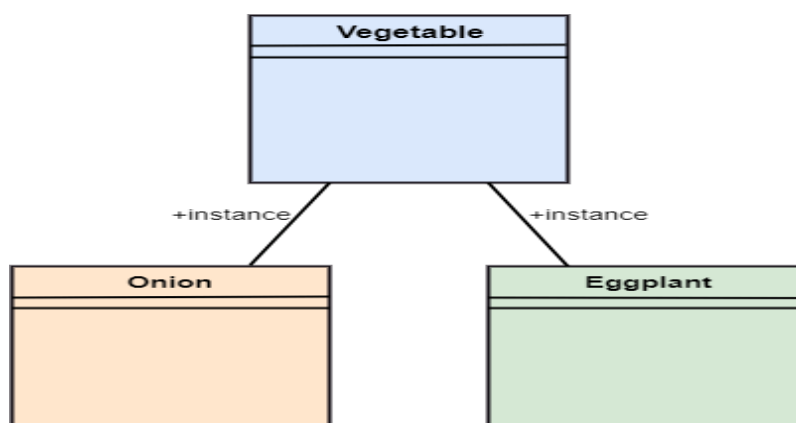 Vegetable
+instance
+instance
Onion
Eggplant